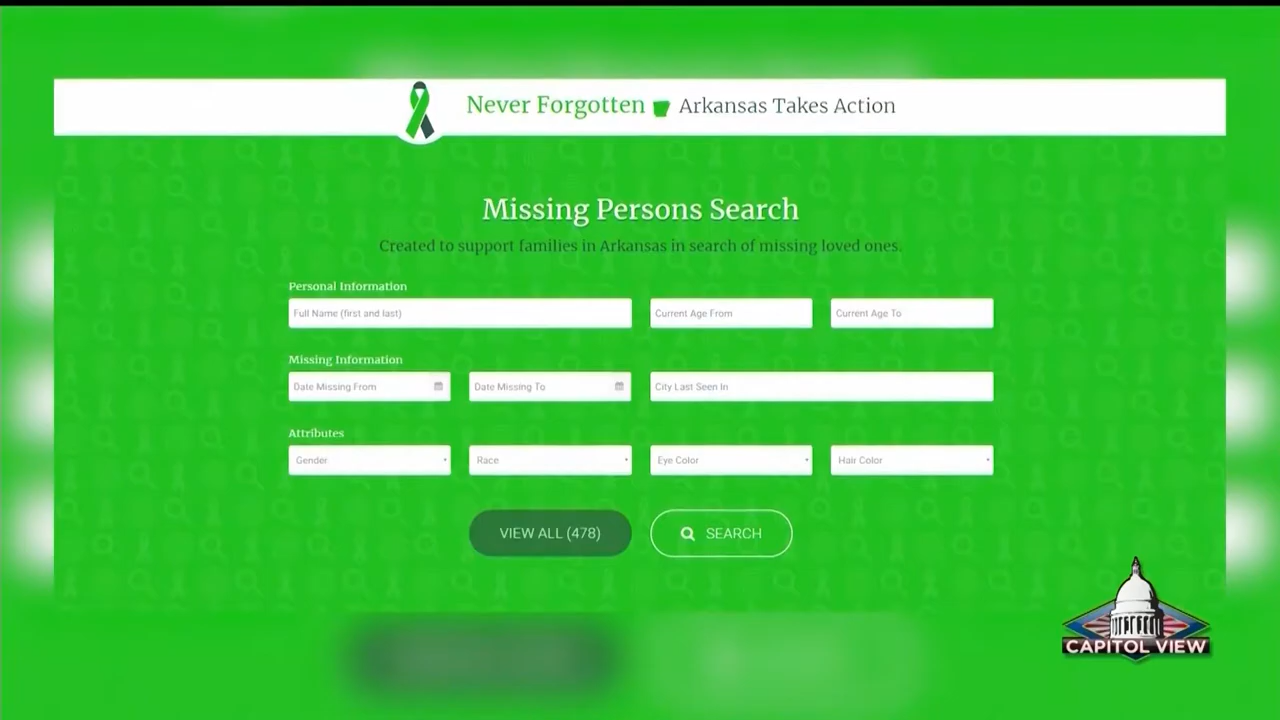 Never Forgotten Arkansas Takes Action
Missing Persons Search
Created to support families in Arkansas in search of missing loved ones.
Personal Information
Full Name (first and last) Current Age From Current Age To
Missing Information
Date Missing From Date Missing To City Last Seen In
Attributes
Gender Race Eye Color Hair Color
VIEW ALL (478) SEARCH
CAPITOL VIEW